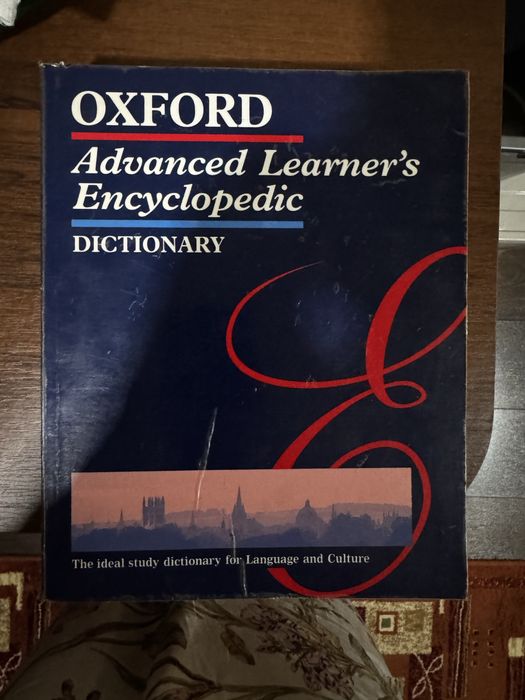 OXFORD
Advanced Learner's
Encyclopedic
DICTIONARY
E
The ideal study dictionary for Language and Culture